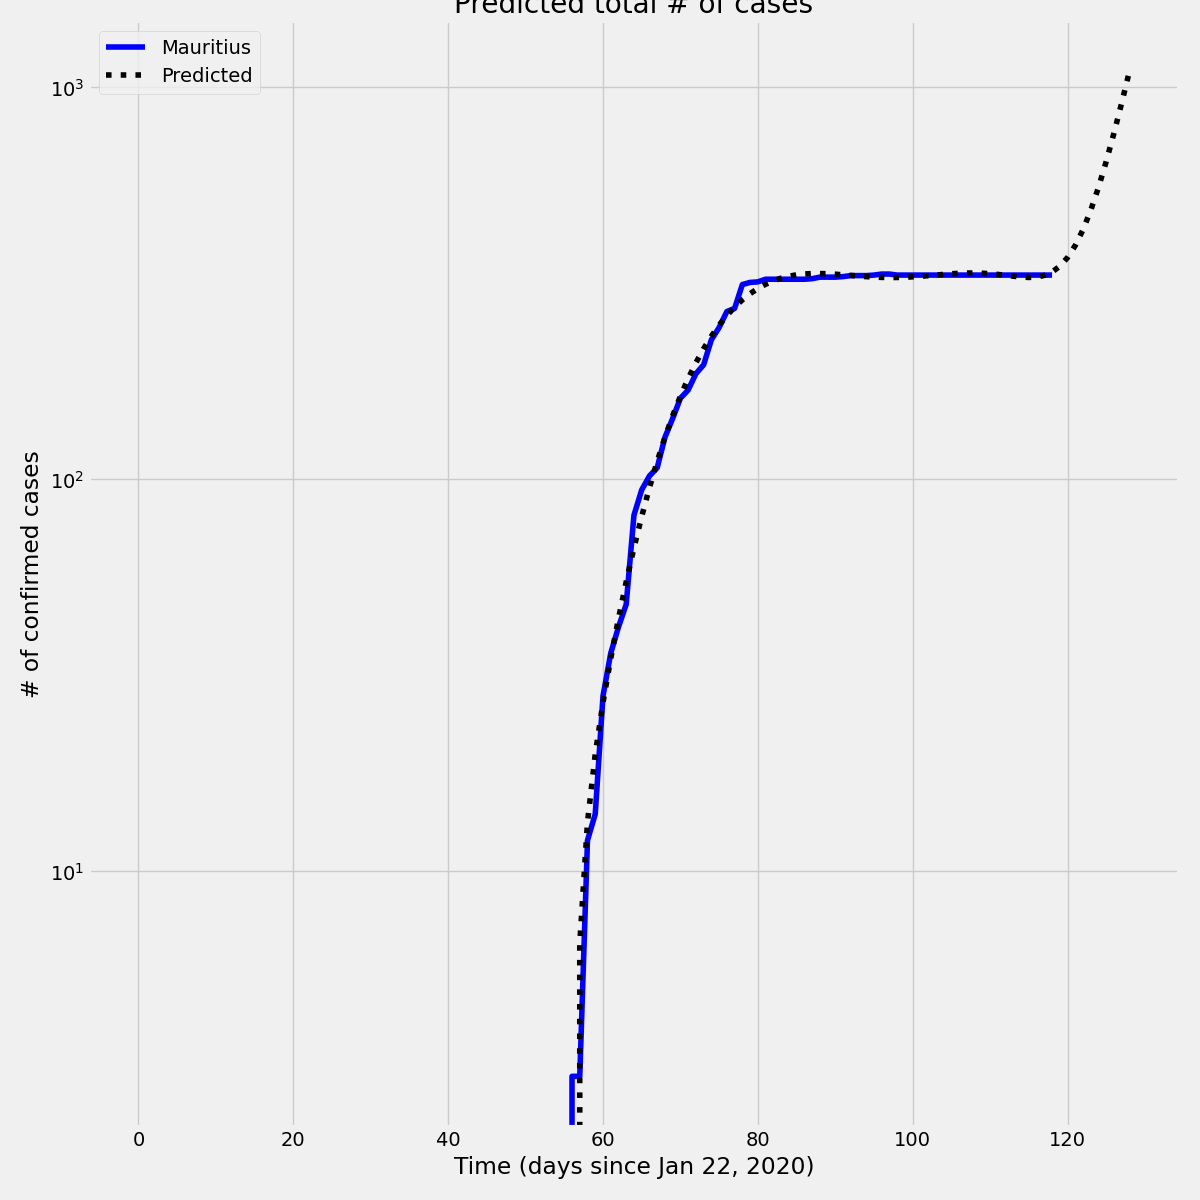 Predicted total # of cases
Mauritius
Predicted
10³
10²
10¹
# of confirmed cases
0 20 40 60 80 100 120
Time (days since Jan 22, 2020)